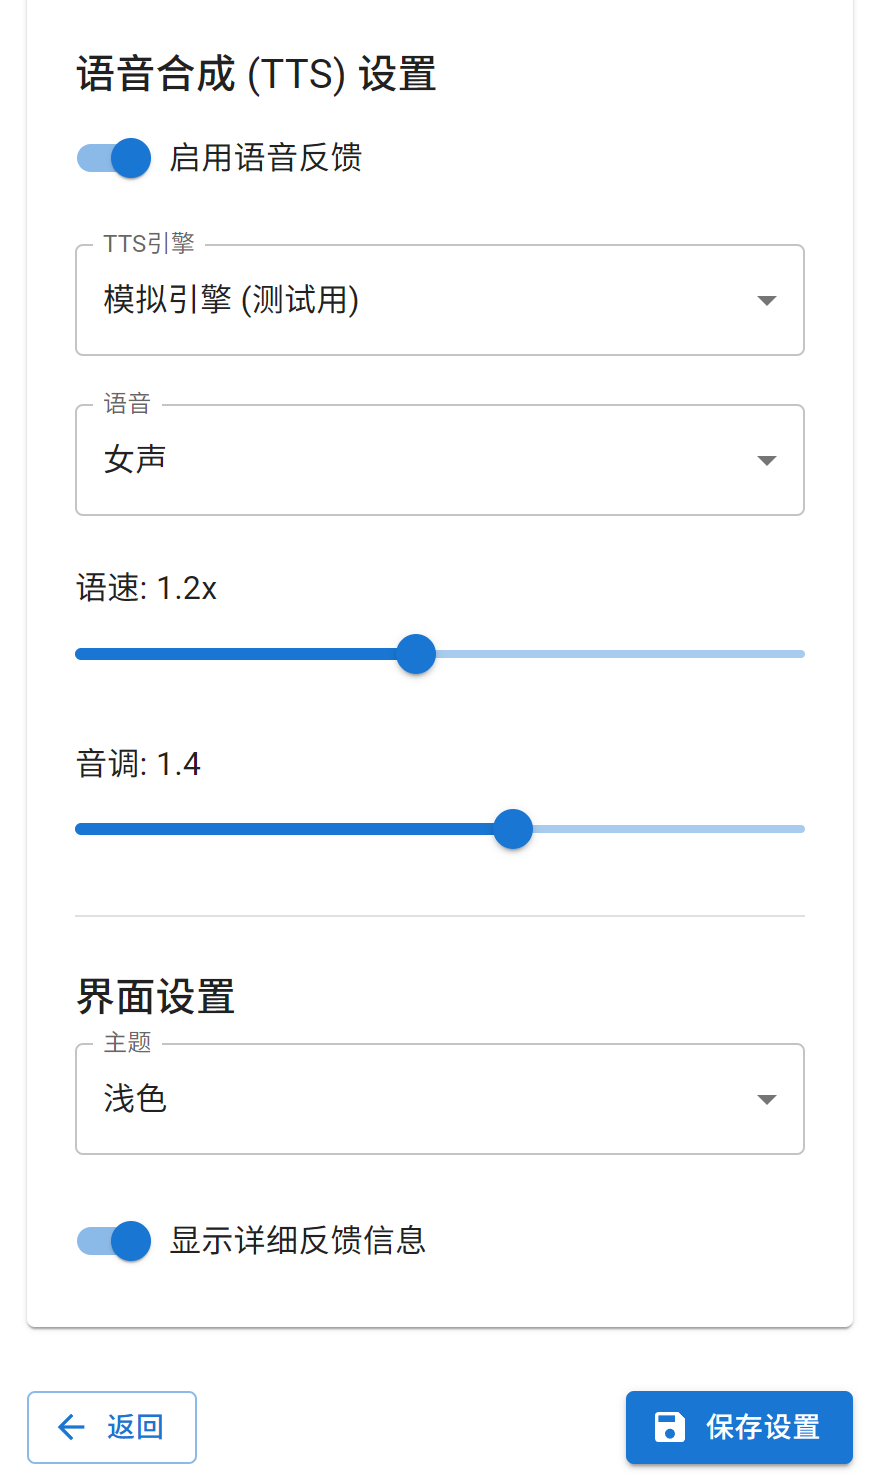 语音合成 (TTS) 设置
启用语音反馈
TTS引擎
模拟引擎 (测试用)
语音
女声
语速: 1.2x
音调: 1.4
界面设置
主题
浅色
显示详细反馈信息
返回
保存设置